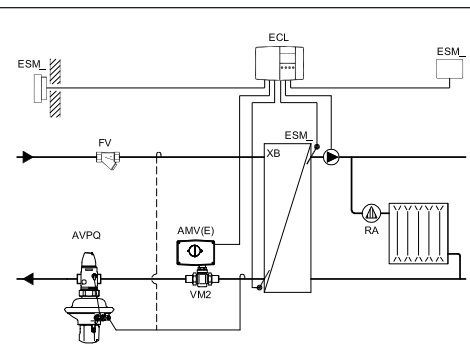 ECL
ESM_
ESM_
ESM_
FV
XB
AVPQ
AMV(E)
RA
VM2